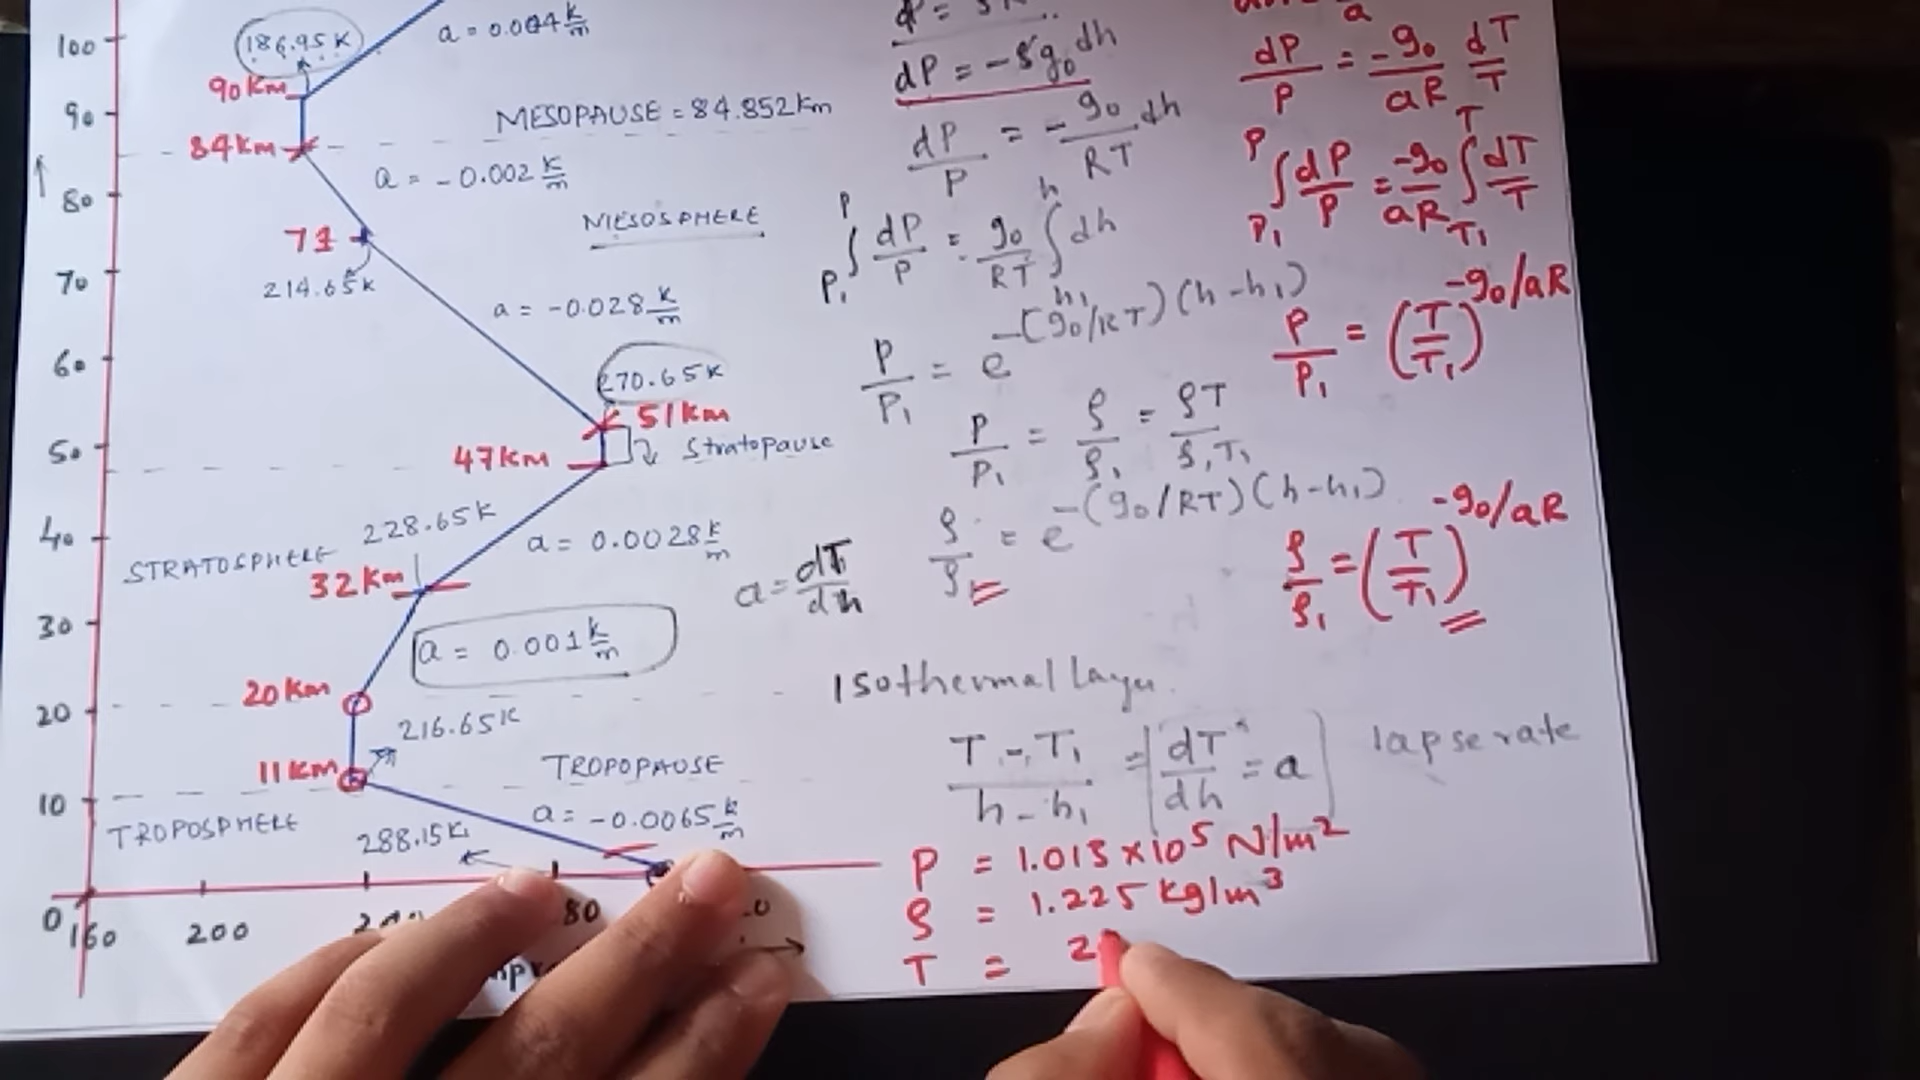 100
186.95 K
a = 0.004 K/m
90 Km
90
MESOPAUSE = 84.852 Km
84 Km
a = -0.002 K/m
80
MESOSPHERE
71
70
214.65 K
a = -0.028 K/m
60
270.65 K
51 Km
50
47 Km
Stratopause
228.65 K
40
a = 0.0028 K/m
STRATOSPHERE
32 Km
30
a = 0.001 K/m
20 Km
20
216.65 K
11 Km
TROPOPAUSE
10
TROPOSPHERE
a = -0.0065 K/m
288.15 K
0
160
200
80
dP = -ρg₀ dh
dP/P = -g₀/RT dh
∫_{P₁}^{P} dP/P = -g₀/RT ∫_{h₁}^{h} dh
P/P₁ = e^{-(g₀/RT)(h-h₁)}
P/P₁ = ρ/ρ₁ = ρT/ρ₁T₁
ρ/ρ₁ = e^{-(g₀/RT)(h-h₁)}
a = dT/dh
Isothermal Layer.
T - T₁/h - h₁ = dT/dh = a lapse rate
P = 1.013 × 10⁵ N/m²
ρ = 1.225 kg/m³
T = 2
a
dP/P = -g₀/aR dT/T
∫_{P₁}^{P} dP/P = -g₀/aR ∫_{T₁}^{T} dT/T
P/P₁ = (T/T₁)^{-g₀/aR}
ρ/ρ₁ = (T/T₁)^{-g₀/aR}